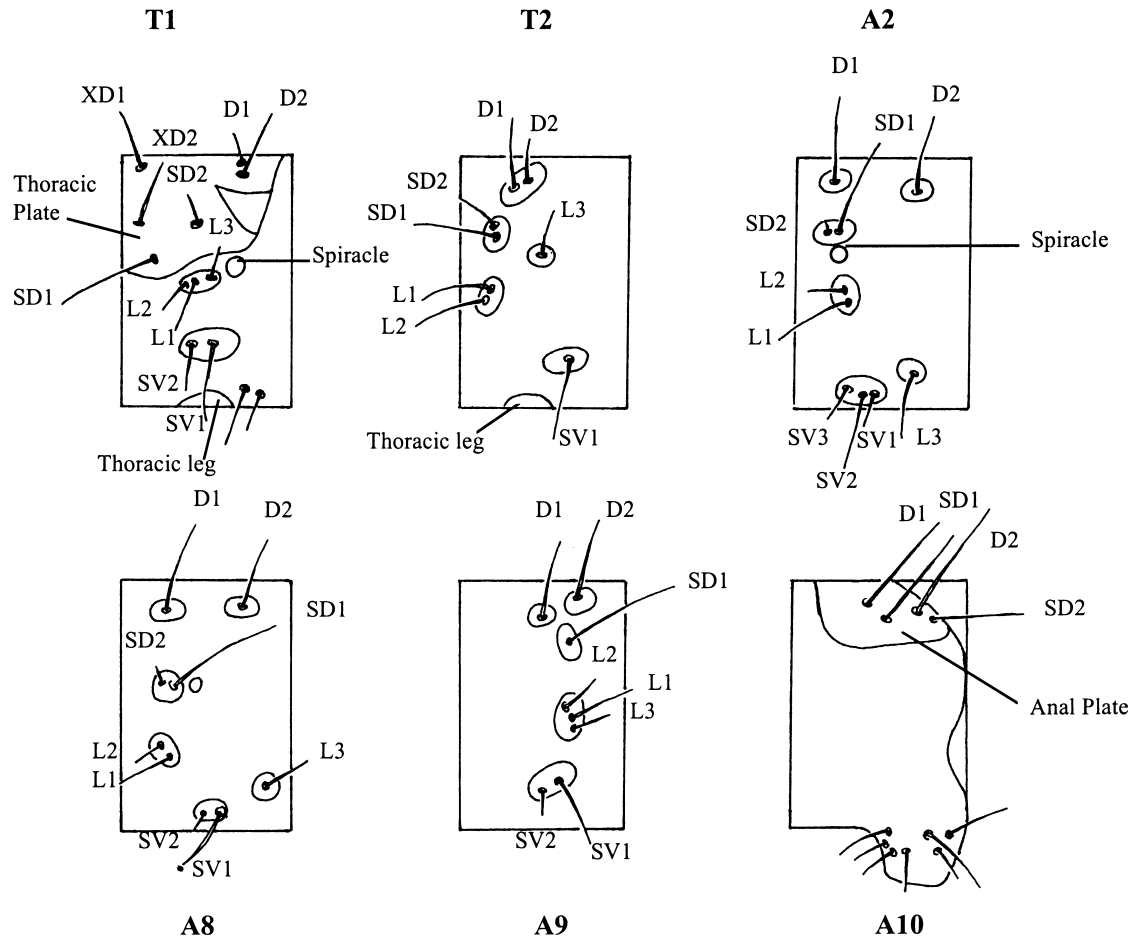 T1
T2
A2
XD1
XD2
D1
D2
SD2
Thoracic
Plate
L3
Spiracle
SD1
L2
L1
SV2
SV1
Thoracic leg
D1
D2
SD2
SD1
L3
L1
L2
Thoracic leg
SV1
D1
D2
SD1
SD2
Spiracle
L2
L1
SV3
SV1
L3
SV2
D1
D2
SD1
SD2
L2
L1
L3
SV2
SV1
D1
D2
SD1
L2
L1
L3
SV2
SV1
D1
SD1
D2
SD2
Anal Plate
A8
A9
A10